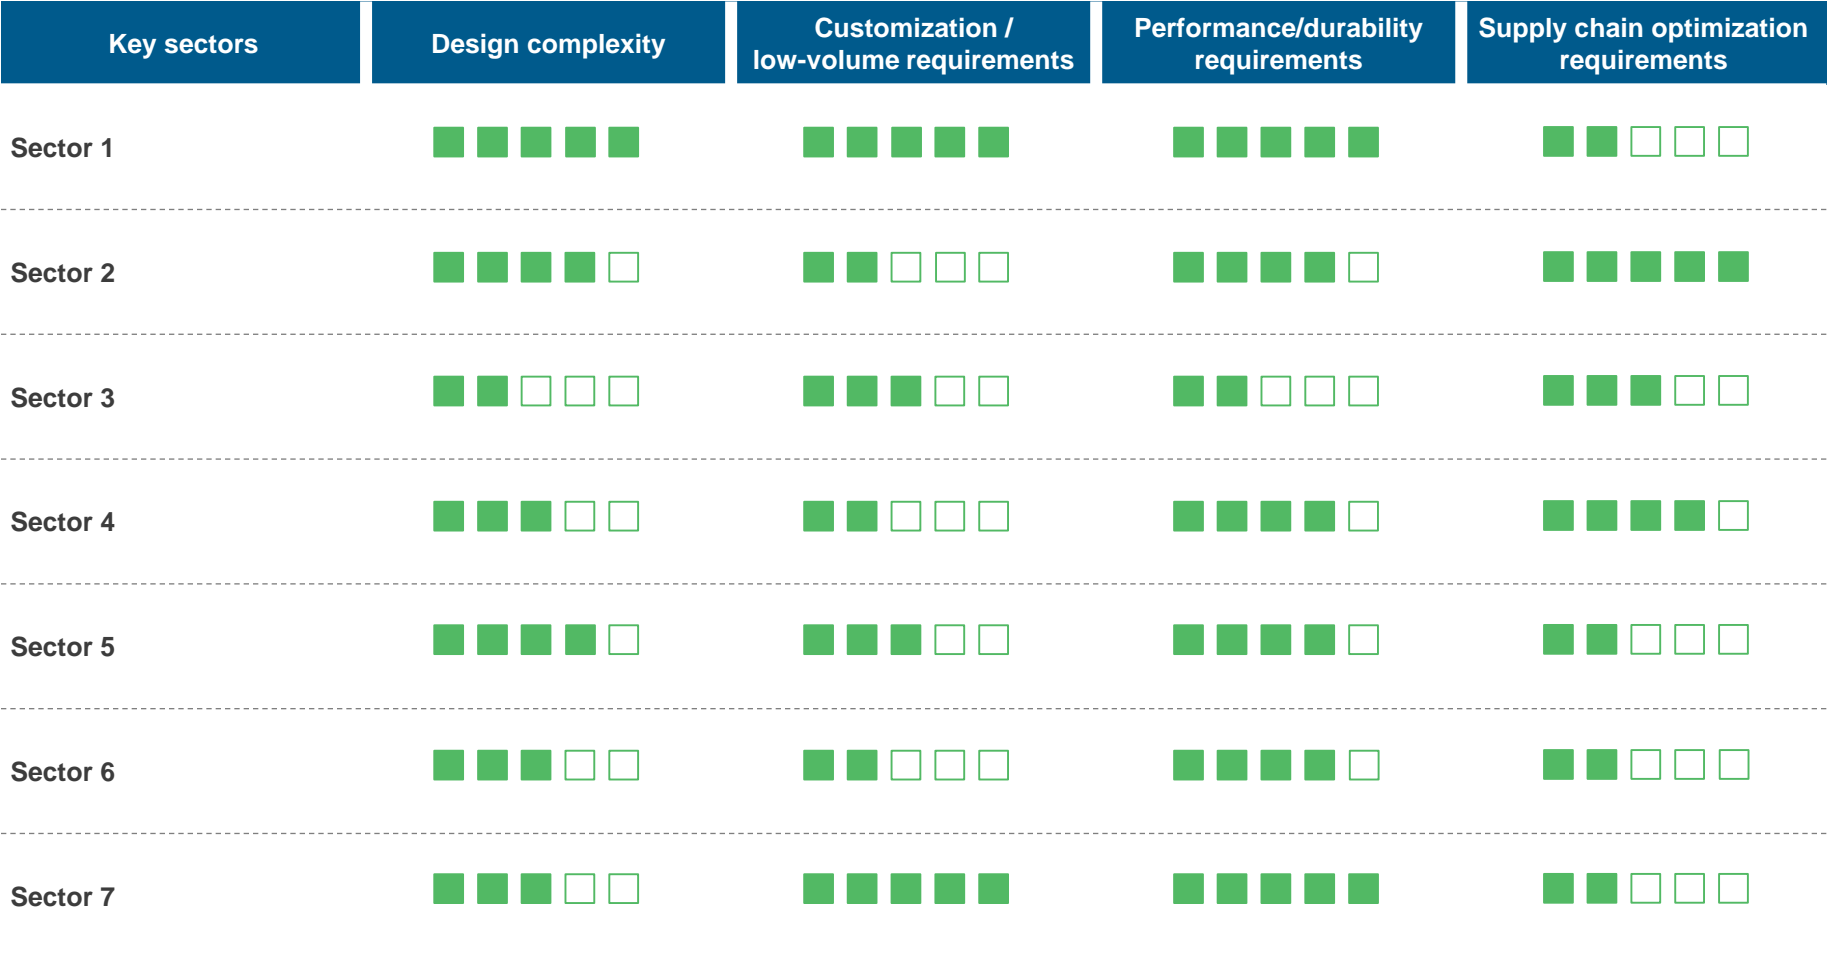 Key sectors
Design complexity
Customization /
low-volume requirements
Performance/durability
requirements
Supply chain optimization
requirements
Sector 1
Sector 2
Sector 3
Sector 4
Sector 5
Sector 6
Sector 7